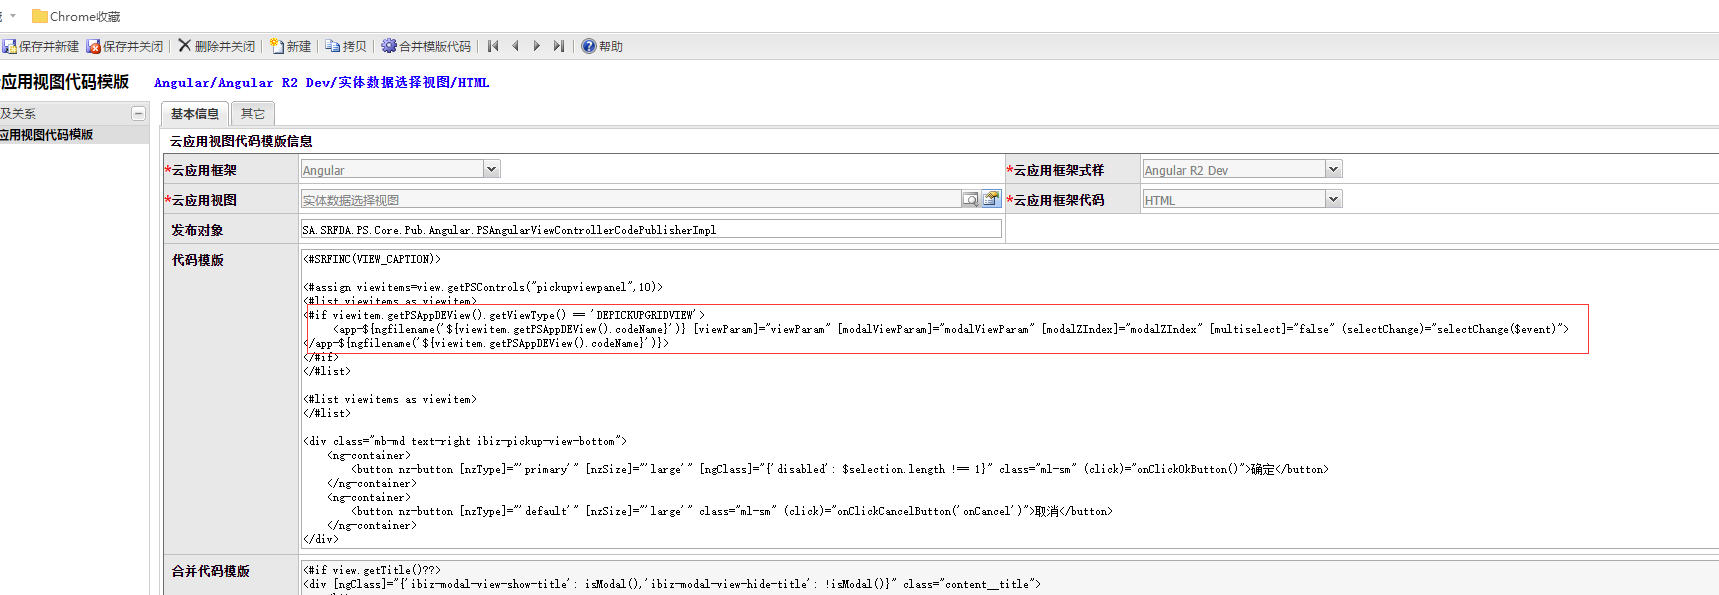 Chrome收藏
保存并新建 保存并关闭 删除并关闭 新建 拷贝 合并模版代码 帮助
应用视图代码模版 Angular/Angular R2 Dev/实体数据选择视图/HTML
及关系
应用视图代码模版
基本信息 其它
云应用视图代码模版信息
*云应用框架 Angular *云应用框架式样 Angular R2 Dev
*云应用视图 实体数据选择视图 *云应用框架代码 HTML
发布对象 SA.SRFDA.PS.Core.Pub.Angular.PSAngularViewControllerCodePublisherImpl
代码模版
<#SRFINC(VIEW_CAPTION)>
<#assign viewitems=view.getPSControls("pickupviewpanel",10)>
<#list viewitems as viewitem>
<#if viewitem.getPSAppDEView().getViewType() == 'DEPICKUPGRIDVIEW'>
<app-${ngfilename('${viewitem.getPSAppDEView().codeName}')} [viewParam]="viewParam" [modalViewParam]="modalViewParam" [modalZIndex]="modalZIndex" [multiselect]="false" (selectChange)="selectChange($event)">
</app-${ngfilename('${viewitem.getPSAppDEView().codeName}')}>
</#if>
</#list>
<#list viewitems as viewitem>
</#list>
<div class="mb-md text-right ibiz-pickup-view-bottom">
<ng-container>
<button nz-button [nzType]="'primary'" [nzSize]="'large'" [ngClass]="{'disabled': $selection.length !== 1}" class="ml-sm" (click)="onClickOkButton()">确定</button>
</ng-container>
<ng-container>
<button nz-button [nzType]="'default'" [nzSize]="'large'" class="ml-sm" (click)="onClickCancelButton('onCancel')">取消</button>
</ng-container>
</div>
合并代码模版
<#if view.getTitle()??>
<div [ngClass]="{'ibiz-modal-view-show-title': isModal(),'ibiz-modal-view-hide-title': !isModal()}" class="content__title">